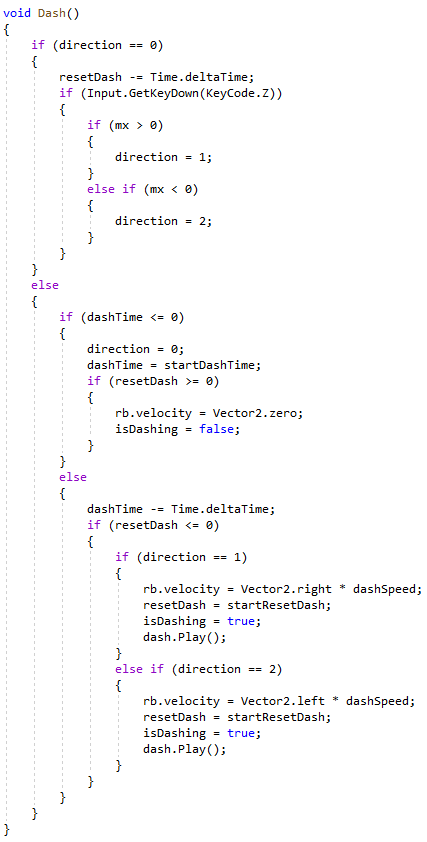 void Dash()
{
    if (direction == 0)
    {
        resetDash -= Time.deltaTime;
        if (Input.GetKeyDown(KeyCode.Z))
        {
            if (mx > 0)
            {
                direction = 1;
            }
            else if (mx < 0)
            {
                direction = 2;
            }
        }
    }
    else
    {
        if (dashTime <= 0)
        {
            direction = 0;
            dashTime = startDashTime;
            if (resetDash >= 0)
            {
                rb.velocity = Vector2.zero;
                isDashing = false;
            }
        }
        else
        {
            dashTime -= Time.deltaTime;
            if (resetDash <= 0)
            {
                if (direction == 1)
                {
                    rb.velocity = Vector2.right * dashSpeed;
                    resetDash = startResetDash;
                    isDashing = true;
                    dash.Play();
                }
                else if (direction == 2)
                {
                    rb.velocity = Vector2.left * dashSpeed;
                    resetDash = startResetDash;
                    isDashing = true;
                    dash.Play();
                }
            }
        }
    }
}